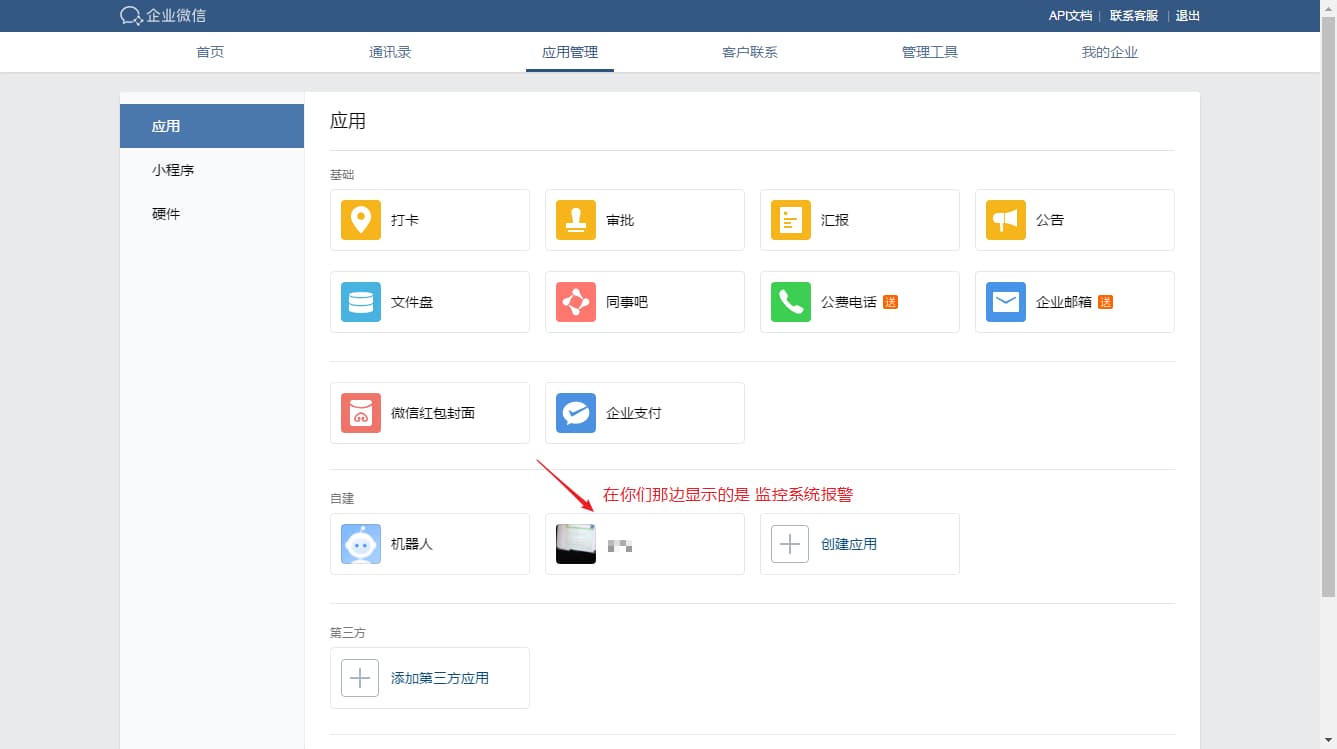 企业微信
API文档 | 联系客服 | 退出
首页 通讯录 应用管理 客户联系 管理工具 我的企业
应用
小程序
硬件
应用
基础
打卡 审批 汇报 公告
文件盘 同事吧 公费电话 送 企业邮箱 送
微信红包封面 企业支付
在你们那边显示的是 监控系统报警
自建
机器人 创建应用
第三方
添加第三方应用